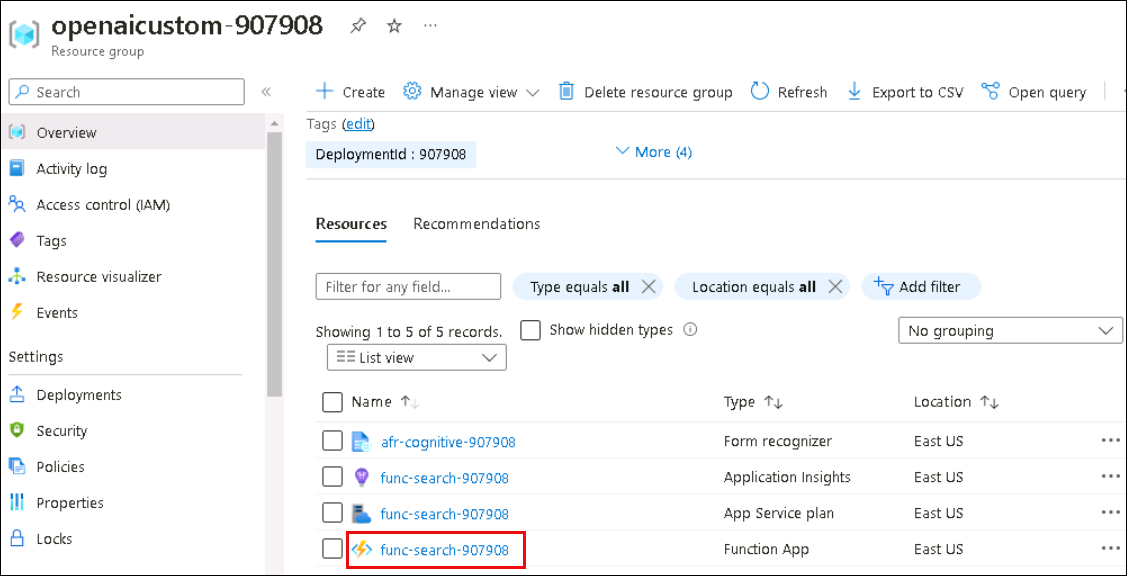 openaicustom-907908
Resource group
Search
Create
Manage view
Delete resource group
Refresh
Export to CSV
Open query
Overview
Activity log
Access control (IAM)
Tags
Resource visualizer
Events
Settings
Deployments
Security
Policies
Properties
Locks
Tags (edit)
DeploymentId : 907908
More (4)
Resources
Recommendations
Filter for any field...
Type equals all
Location equals all
Add filter
Showing 1 to 5 of 5 records.
Show hidden types
No grouping
List view
Name Type Location
afr-cognitive-907908 Form recognizer East US
func-search-907908 Application Insights East US
func-search-907908 App Service plan East US
func-search-907908 Function App East US